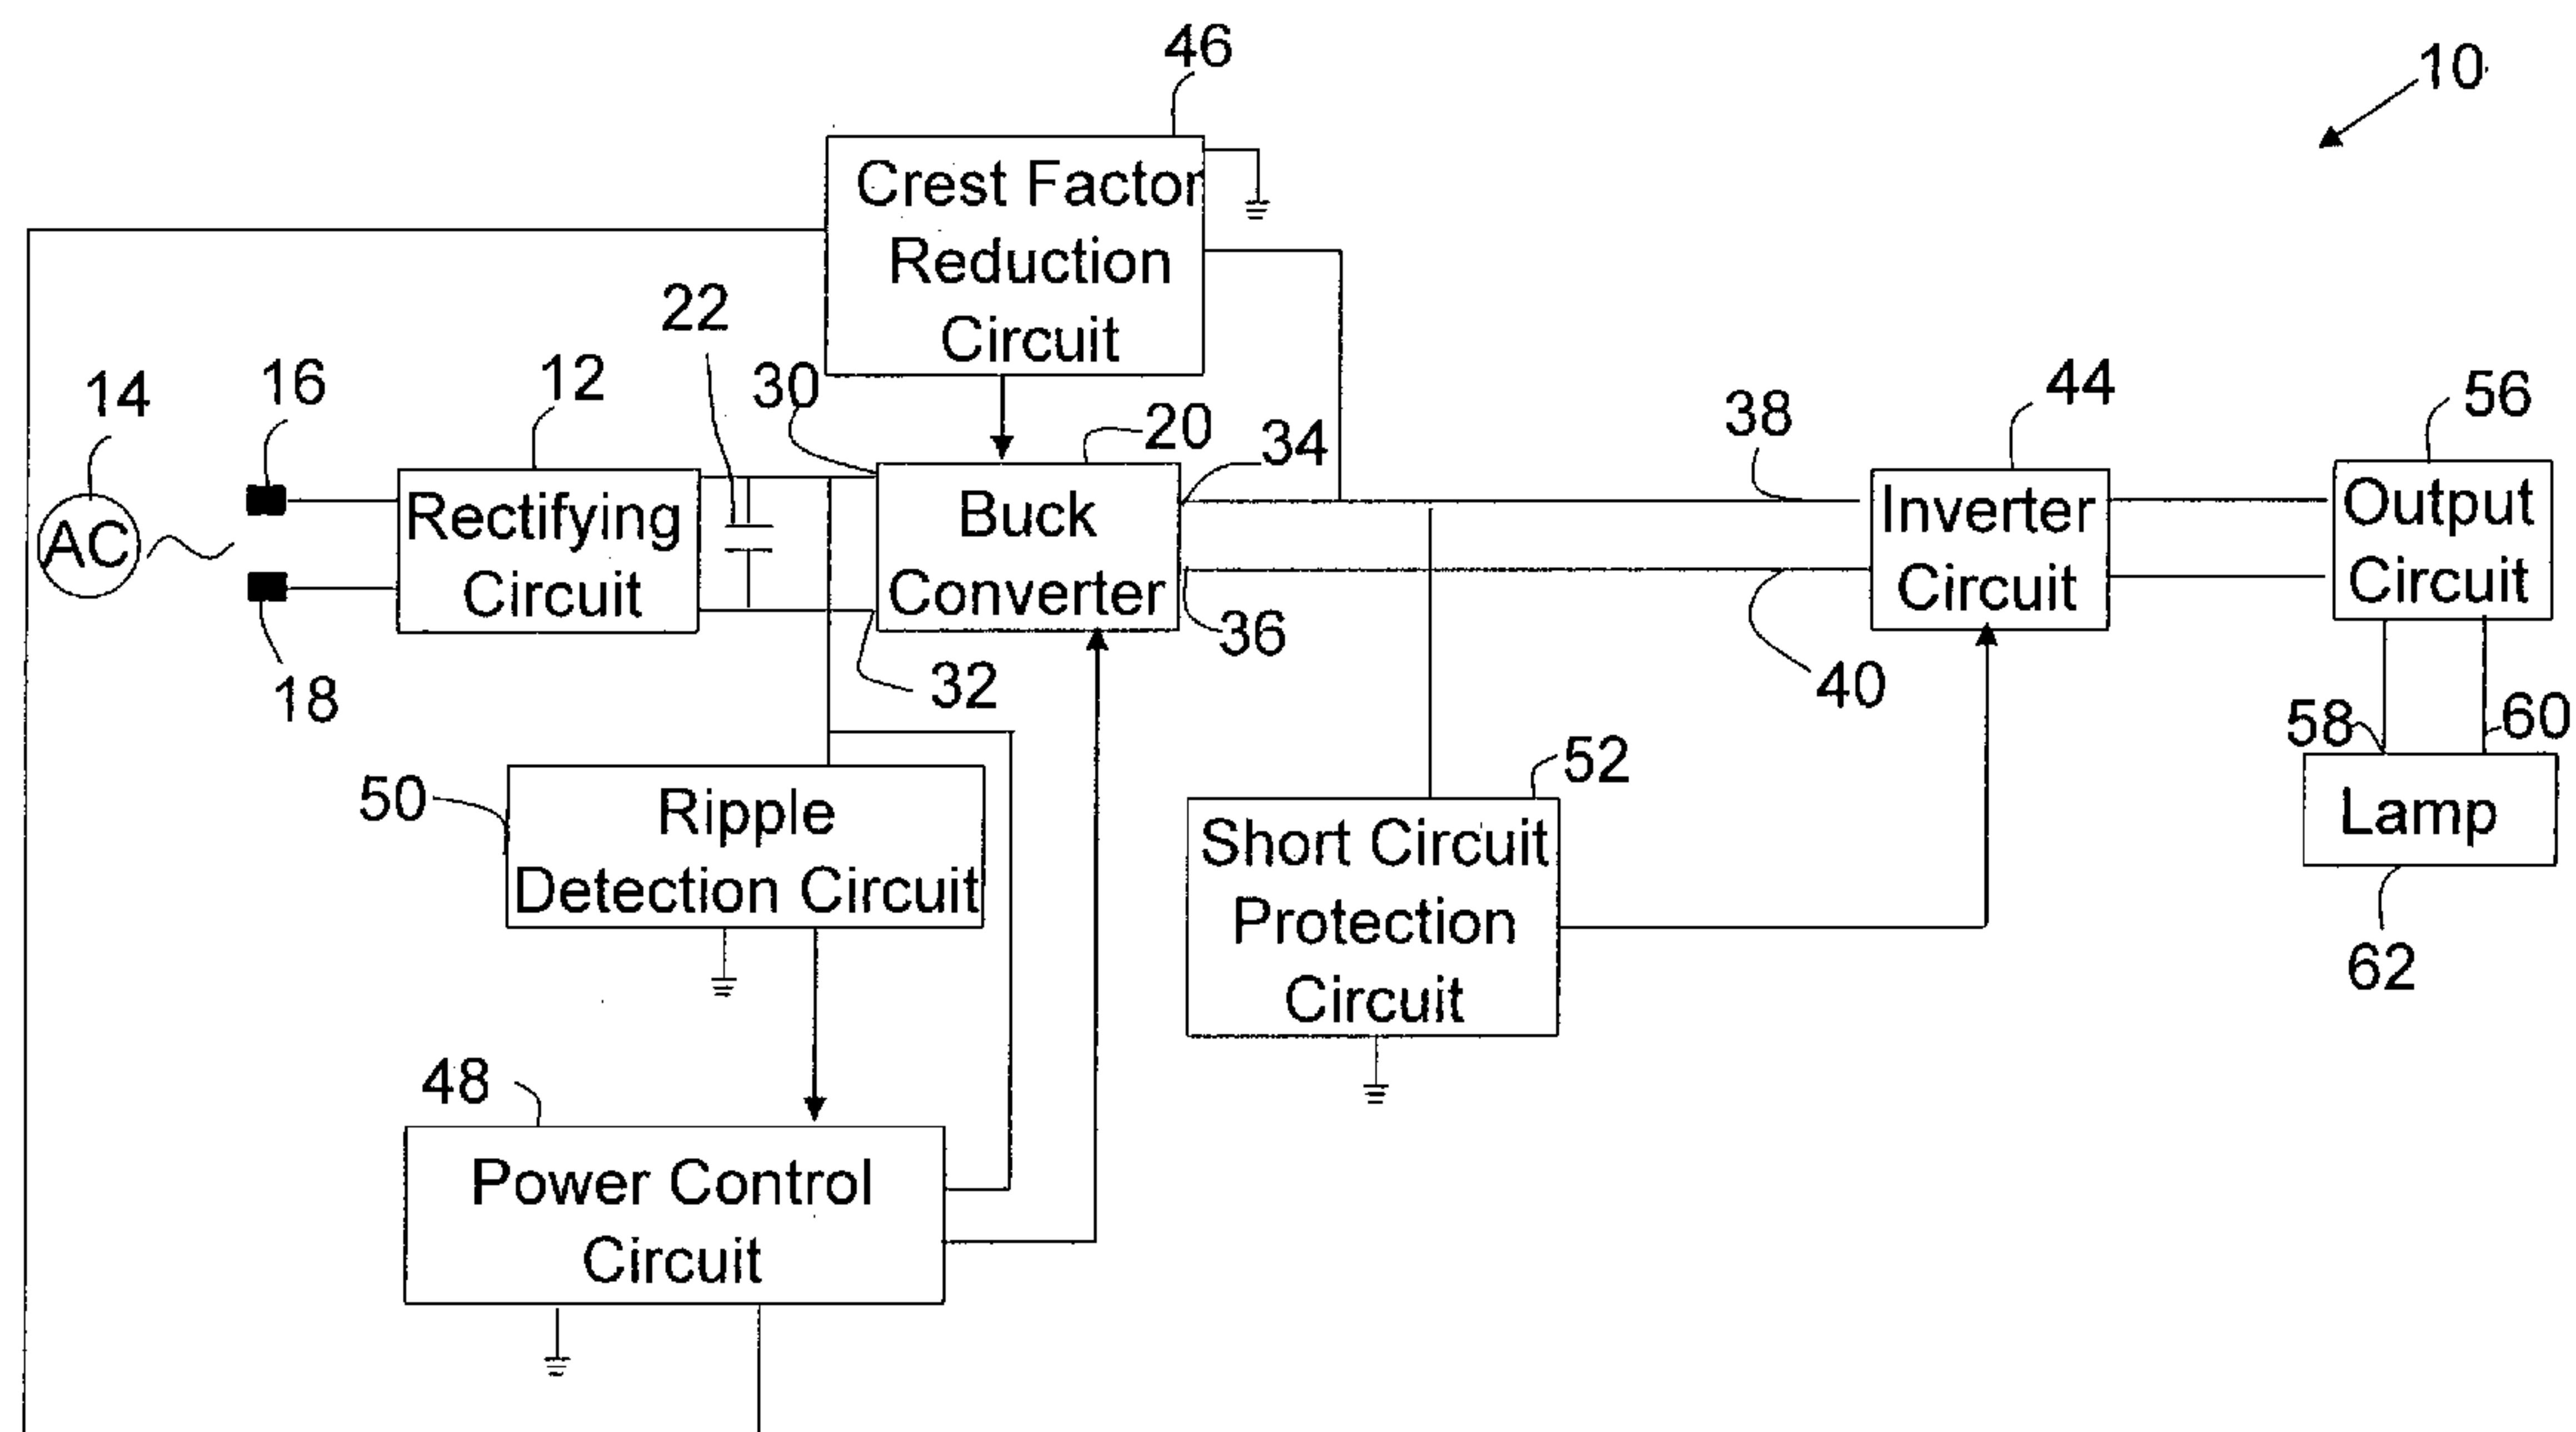 46
10
Crest Factor
Reduction
Circuit
22
30
14
16
12
20
34
38
44
56
AC
Rectifying
Circuit
Buck
Converter
Inverter
Circuit
Output
Circuit
18
32
36
40
58
60
50
Ripple
Detection Circuit
52
Short Circuit
Protection
Circuit
Lamp
62
48
Power Control
Circuit